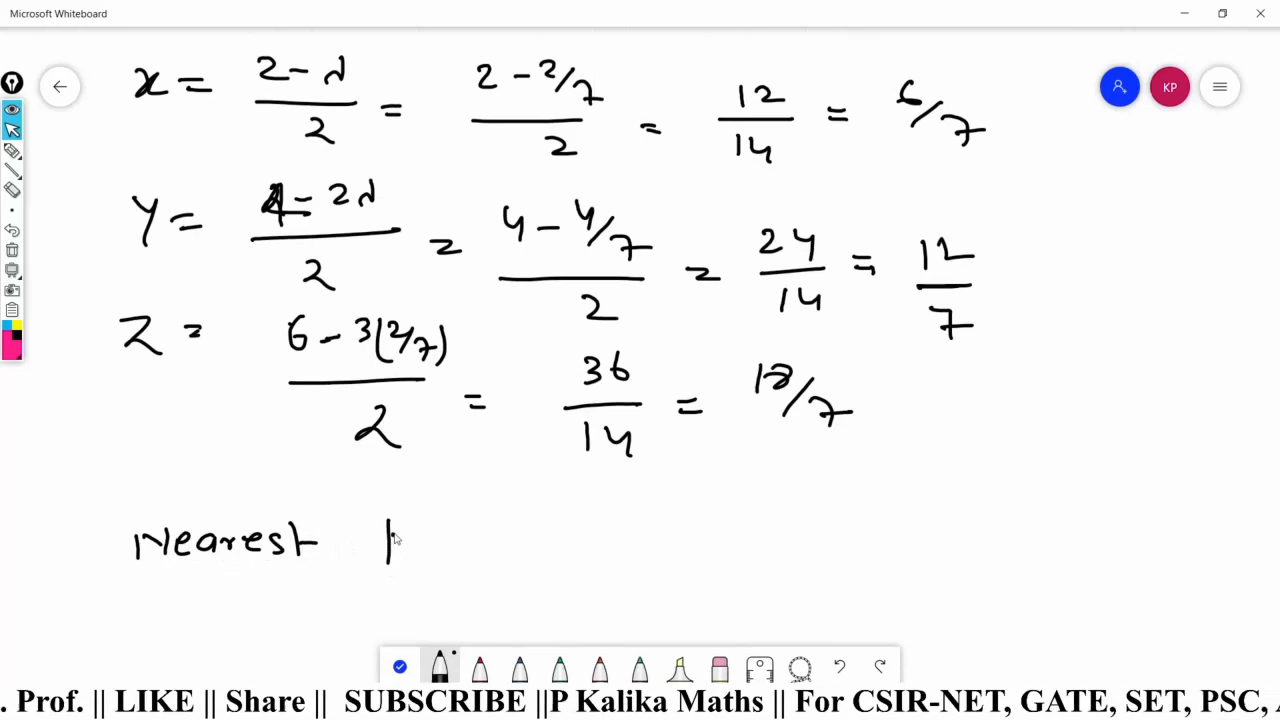 Microsoft Whiteboard
KP
x = (2 - λ)/2 = (2 - 2/7)/2 = 12/14 = 6/7
y = (4 - 2λ)/2 = (4 - 4/7)/2 = 24/14 = 12/7
Z = (6 - 3(2/7))/2 = 36/14 = 18/7
Nearest
. Prof. || LIKE || Share || SUBSCRIBE ||P Kalika Maths || For CSIR-NET, GATE, SET, PSC,